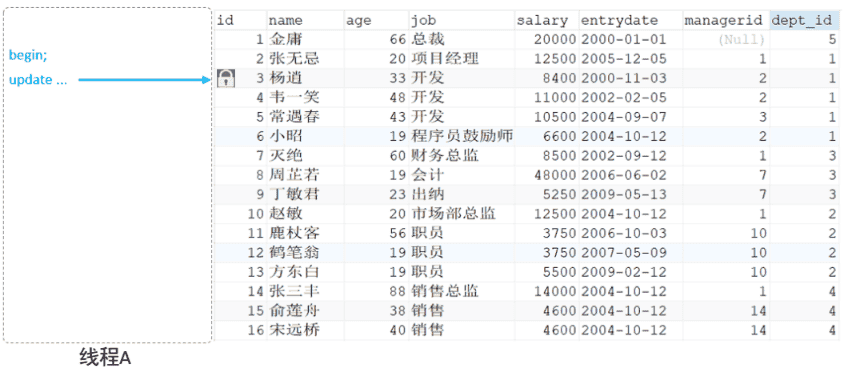 id name age job salary entrydate managerid dept_id
1 金庸 66 总裁 20000 2000-01-01 (Null) 5
begin; 2 张无忌 20 项目经理 12500 2005-12-05 1 1
update ... 3 杨逍 33 开发 8400 2000-11-03 2 1
4 韦一笑 48 开发 11000 2002-02-05 2 1
5 常遇春 43 开发 10500 2004-09-07 3 1
6 小昭 19 程序员鼓励师 6600 2004-10-12 2 1
7 灭绝 60 财务总监 8500 2002-09-12 1 3
8 周芷若 19 会计 48000 2006-06-02 7 3
9 丁敏君 23 出纳 5250 2009-05-13 7 3
10 赵敏 20 市场部总监 12500 2004-10-12 1 2
11 鹿杖客 56 职员 3750 2006-10-03 10 2
12 鹤笔翁 19 职员 3750 2007-05-09 10 2
13 方东白 19 职员 5500 2009-02-12 10 2
14 张三丰 88 销售总监 14000 2004-10-12 1 4
15 俞莲舟 38 销售 4600 2004-10-12 14 4
16 宋远桥 40 销售 4600 2004-10-12 14 4
线程A